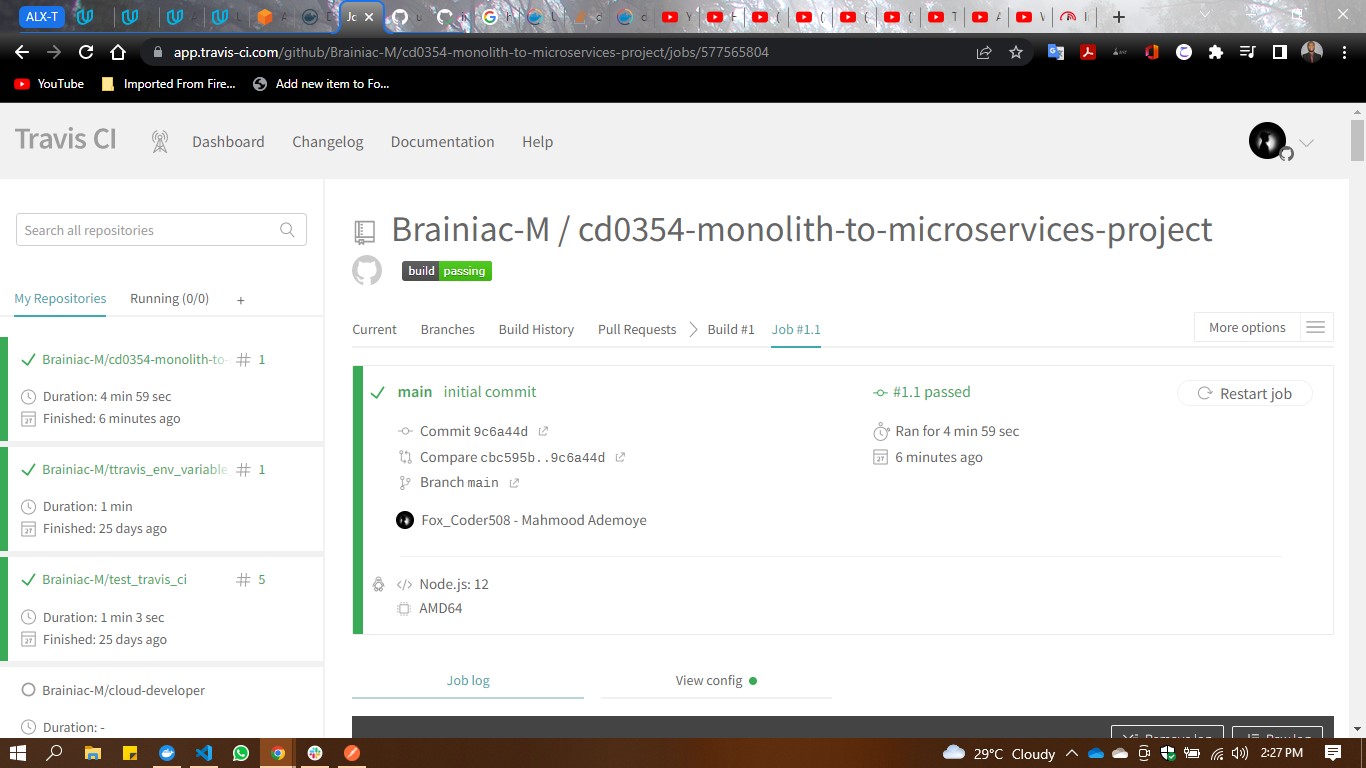 ALX-T
app.travis-ci.com/github/Brainiac-M/cd0354-monolith-to-microservices-project/jobs/577565804
YouTube Imported From Fire... Add new item to Fo...
Travis CI Dashboard Changelog Documentation Help
Search all repositories
My Repositories Running (0/0) +
Brainiac-M/cd0354-monolith-to- # 1
Duration: 4 min 59 sec
Finished: 6 minutes ago
Brainiac-M/ttravis_env_variable # 1
Duration: 1 min
Finished: 25 days ago
Brainiac-M/test_travis_ci # 5
Duration: 1 min 3 sec
Finished: 25 days ago
Brainiac-M/cloud-developer
Duration: -
Brainiac-M / cd0354-monolith-to-microservices-project
build passing
Current Branches Build History Pull Requests Build #1 Job #1.1 More options
main initial commit
Commit 9c6a44d
Compare cbc595b..9c6a44d
Branch main
Fox_Coder508 - Mahmood Ademoye
#1.1 passed
Ran for 4 min 59 sec
6 minutes ago
Restart job
Node.js: 12
AMD64
Job log View config
Remove log Raw log
29°C Cloudy 2:27 PM